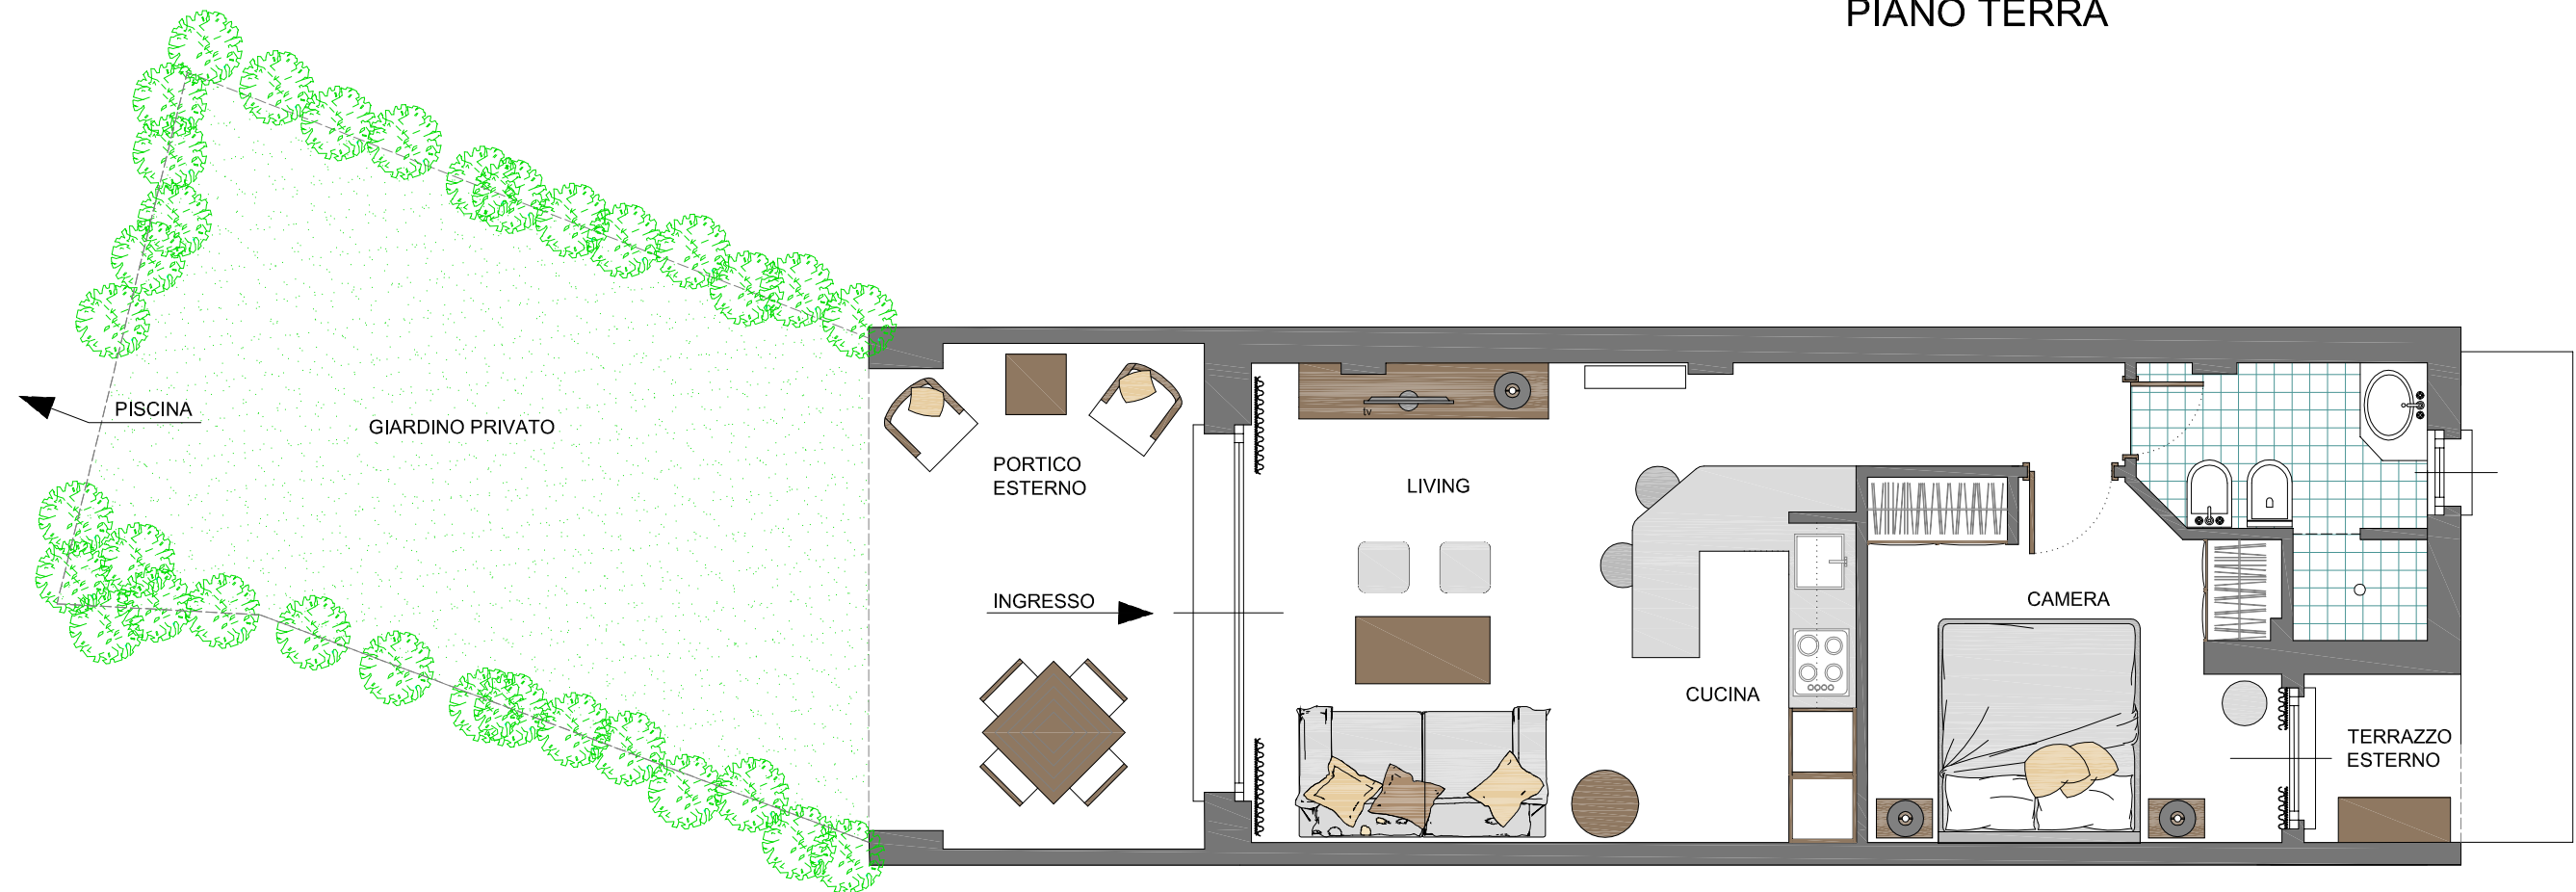 PIANO TERRA
PISCINA
GIARDINO PRIVATO
PORTICO
ESTERNO
INGRESSO
tv
LIVING
CUCINA
CAMERA
TERRAZZO
ESTERNO